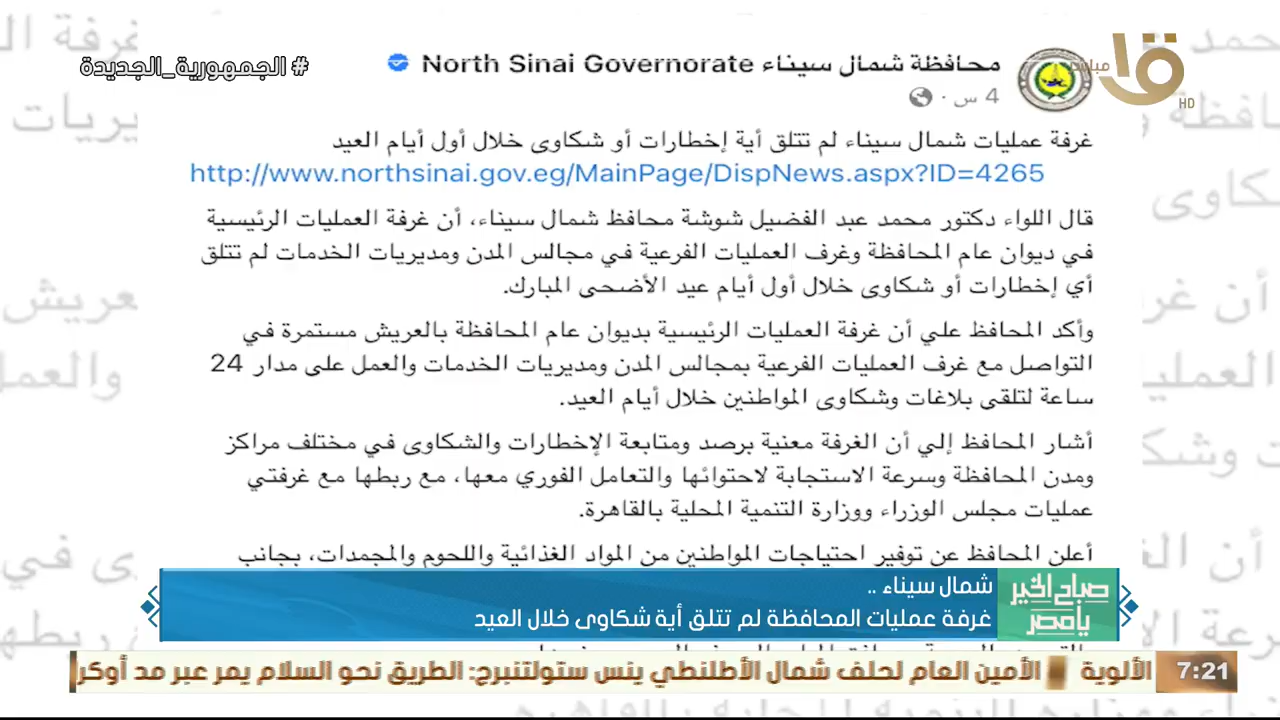 # الجمهورية_الجديدة
مباشر
HD
محافظة شمال سيناء North Sinai Governorate
4 س ·
غرفة عمليات شمال سيناء لم تتلق أية إخطارات أو شكاوى خلال أول أيام العيد
http://www.northsinai.gov.eg/MainPage/DispNews.aspx?ID=4265
قال اللواء دكتور محمد عبد الفضيل شوشة محافظ شمال سيناء، أن غرفة العمليات الرئيسية
في ديوان عام المحافظة وغرف العمليات الفرعية في مجالس المدن ومديريات الخدمات لم تتلق
أي إخطارات أو شكاوى خلال أول أيام عيد الأضحى المبارك.
وأكد المحافظ علي أن غرفة العمليات الرئيسية بديوان عام المحافظة بالعريش مستمرة في
التواصل مع غرف العمليات الفرعية بمجالس المدن ومديريات الخدمات والعمل على مدار 24
ساعة لتلقى بلاغات وشكاوى المواطنين خلال أيام العيد.
أشار المحافظ إلي أن الغرفة معنية برصد ومتابعة الإخطارات والشكاوى في مختلف مراكز
ومدن المحافظة وسرعة الاستجابة لاحتوائها والتعامل الفوري معها، مع ربطها مع غرفتي
عمليات مجلس الوزراء ووزارة التنمية المحلية بالقاهرة.
أعلن المحافظ عن توفير احتياجات المواطنين من المواد الغذائية واللحوم والمجمدات، بجانب
صباح الخير يا مصر
شمال سيناء ..
غرفة عمليات المحافظة لم تتلق أية شكاوى خلال العيد
7:21
الألوية الأمين العام لحلف شمال الأطلنطي ينس ستولتنبرج: الطريق نحو السلام يمر عبر مد أوكر